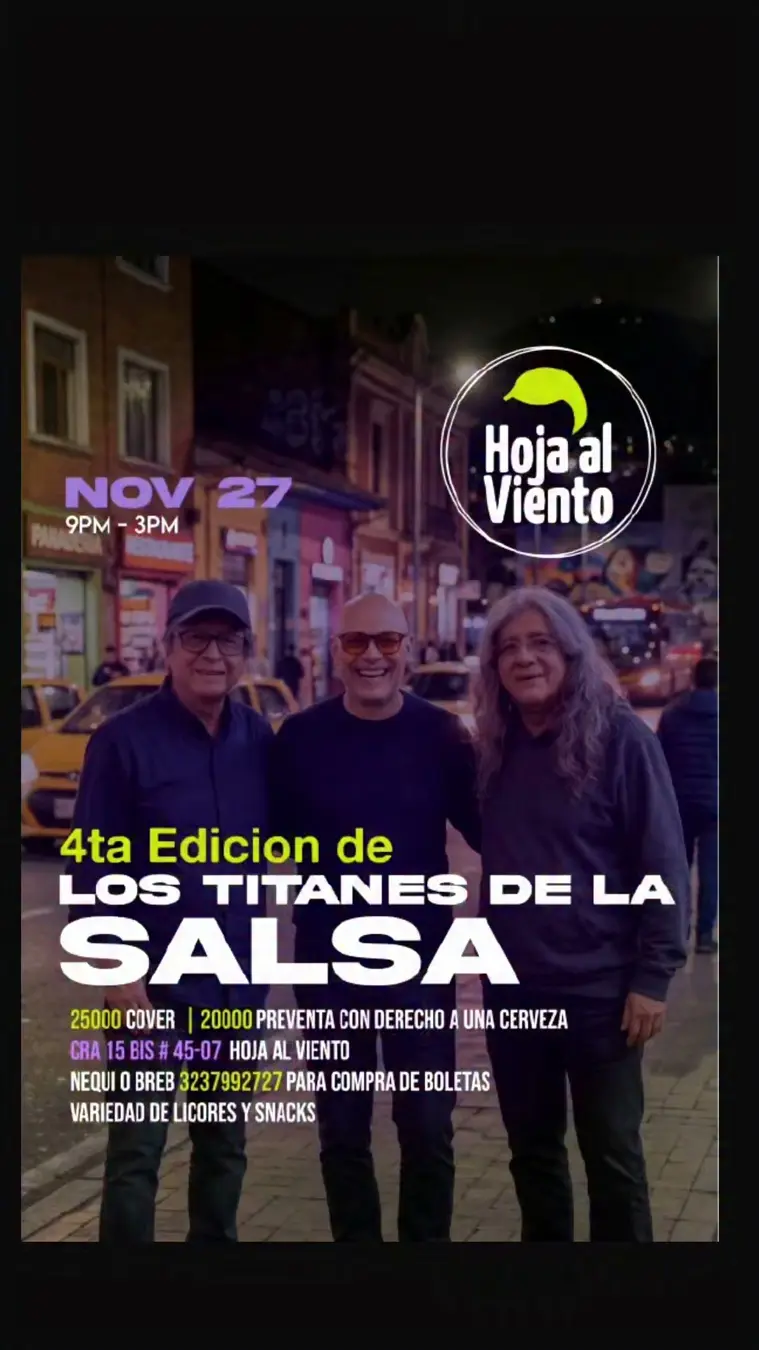 Hoja al
Viento
NOV 27
9PM - 3PM
4ta Edicion de
LOS TITANES DE LA
SALSA
25000 COVER | 20000 PREVENTA CON DERECHO A UNA CERVEZA
CRA 15 BIS # 45-07 HOJA AL VIENTO
NEQUI O BREB 3237992727 PARA COMPRA DE BOLETAS
VARIEDAD DE LICORES Y SNACKS